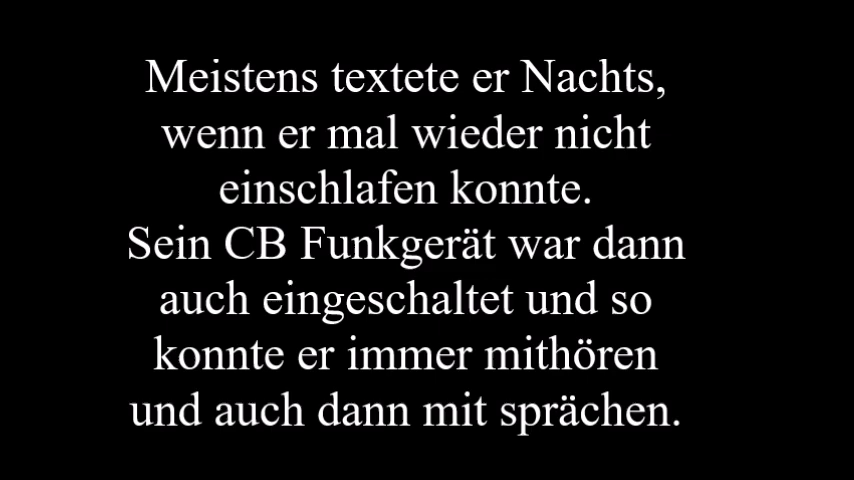 Meistens textete er Nachts,
wenn er mal wieder nicht
einschlafen konnte.
Sein CB Funkgerät war dann
auch eingeschaltet und so
konnte er immer mithören
und auch dann mit sprächen.